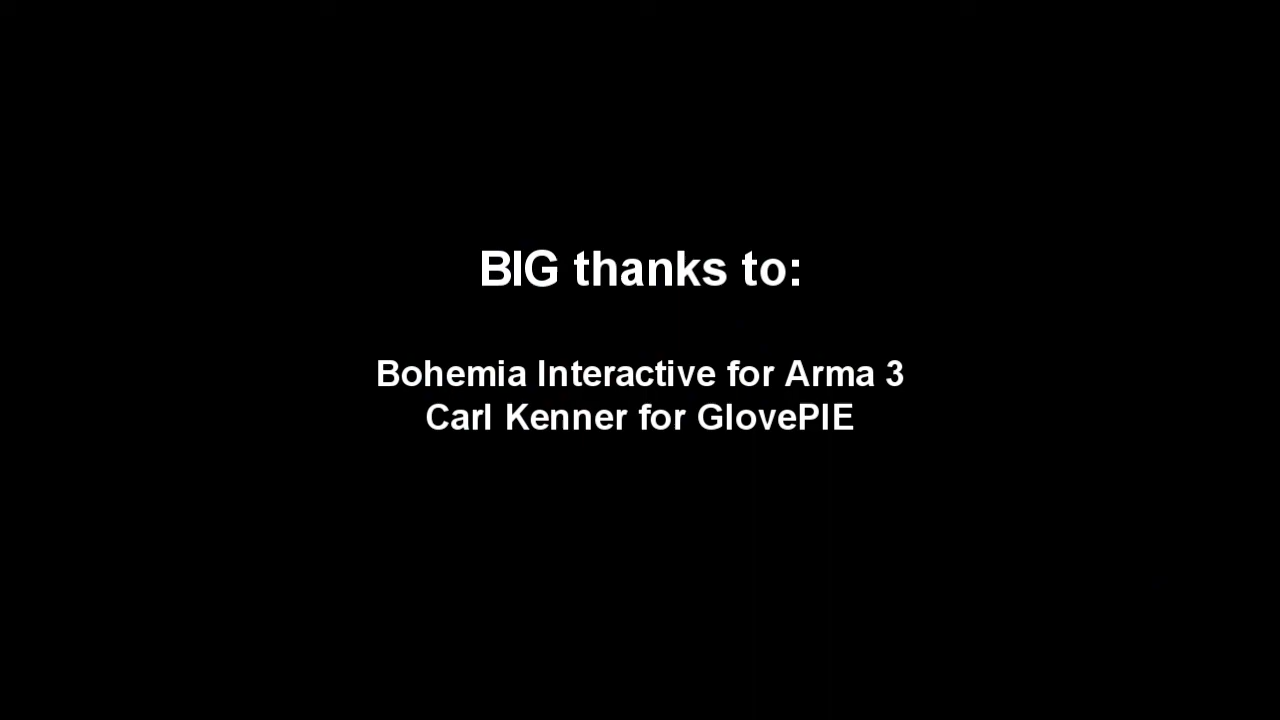 BIG thanks to:
Bohemia Interactive for Arma 3
Carl Kenner for GlovePIE